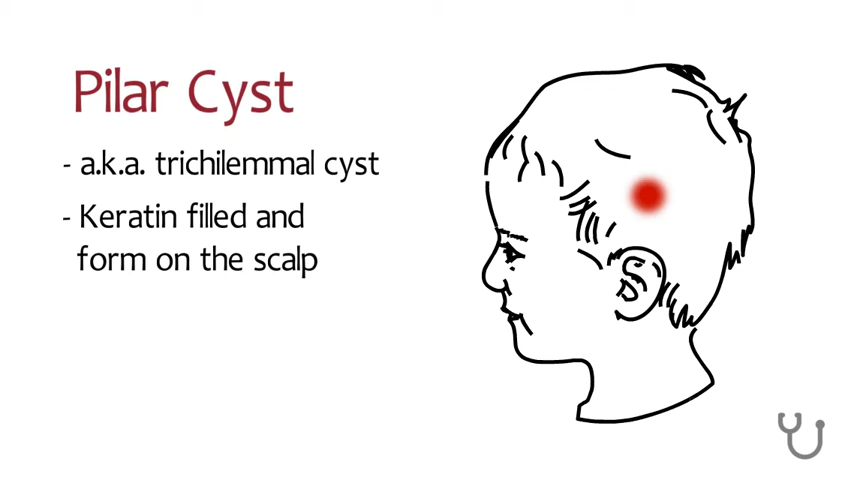 Pilar Cyst
- a.k.a. trichilemmal cyst
- Keratin filled and
form on the scalp